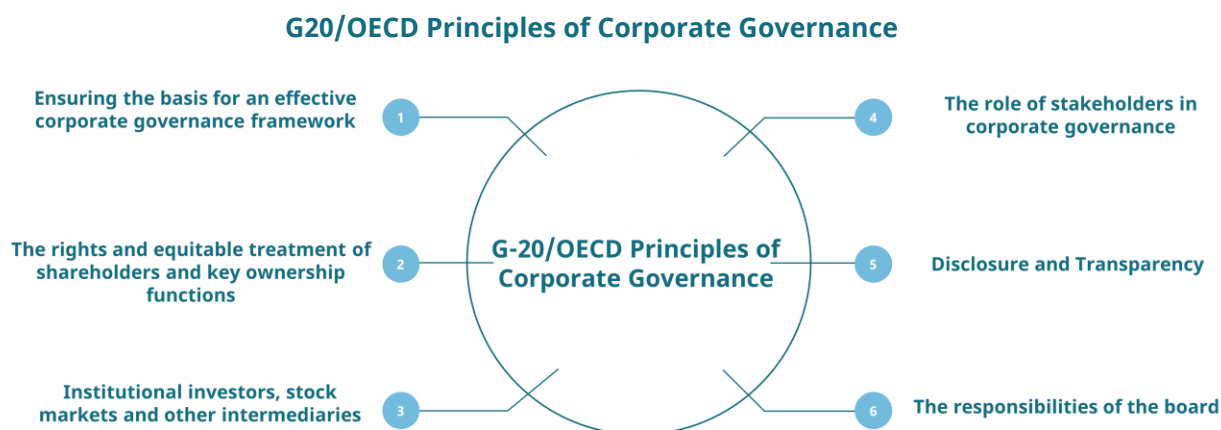 G20/OECD Principles of Corporate Governance
Ensuring the basis for an effective
corporate governance framework
1
The rights and equitable treatment of
shareholders and key ownership
functions
2
Institutional investors, stock
markets and other intermediaries
3
G-20/OECD Principles of
Corporate Governance
4
The role of stakeholders in
corporate governance
5
Disclosure and Transparency
6
The responsibilities of the board